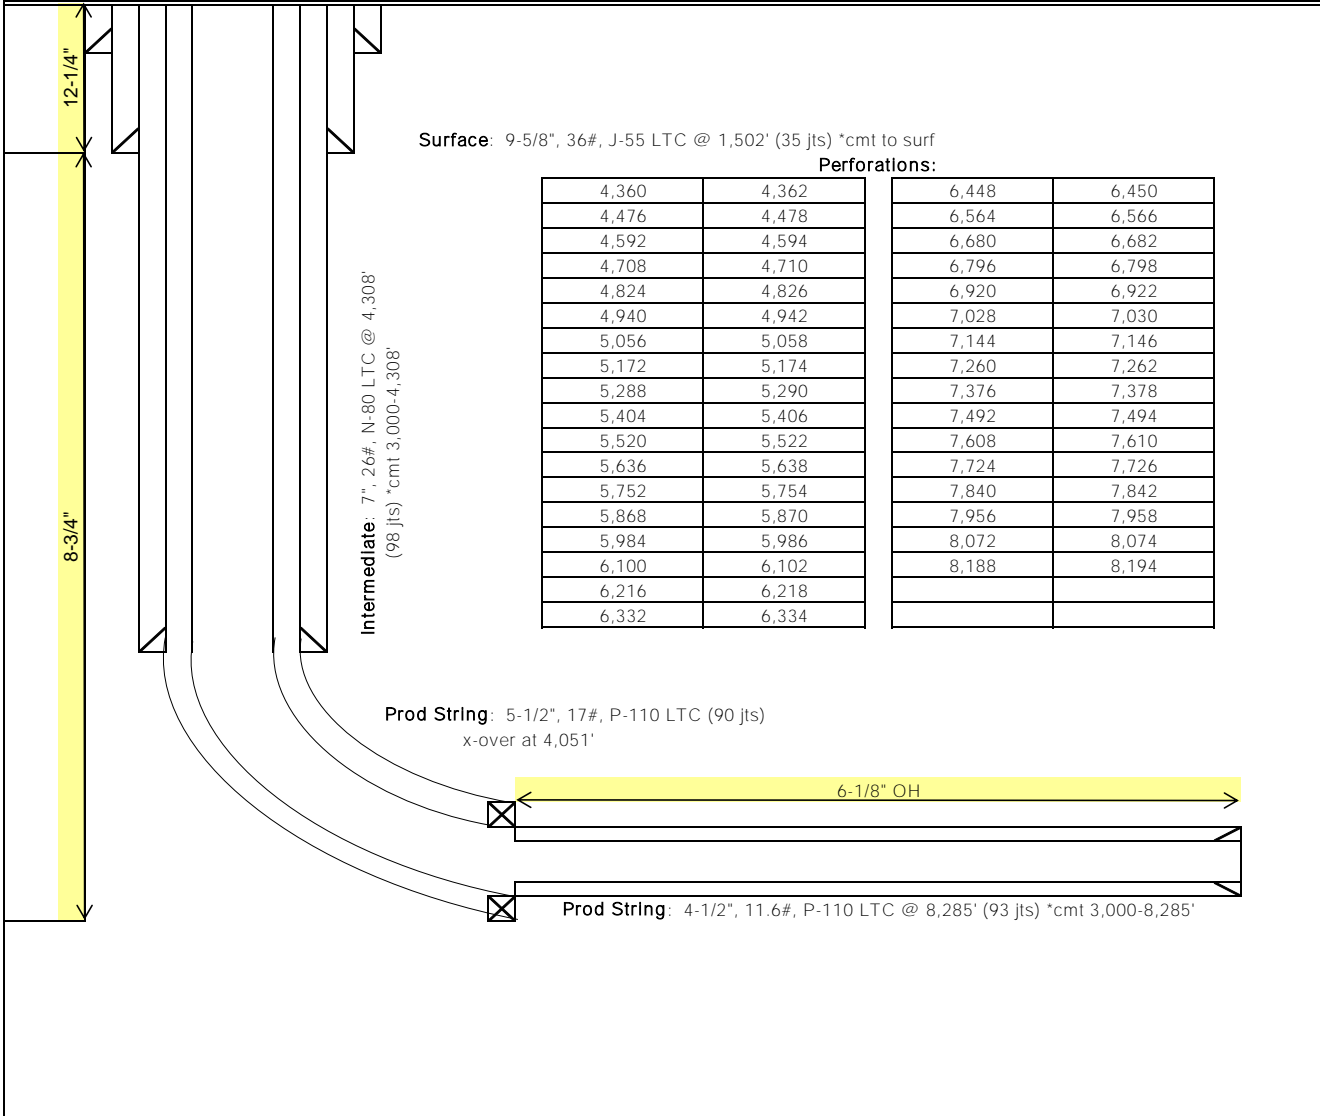 12-1/4"
Surface: 9-5/8", 36#, J-55 LTC @ 1,502' (35 jts) *cmt to surf
Perforations:
4,360 4,362 6,448 6,450
4,476 4,478 6,564 6,566
4,592 4,594 6,680 6,682
4,708 4,710 6,796 6,798
4,824 4,826 6,920 6,922
4,940 4,942 7,028 7,030
5,056 5,058 7,144 7,146
5,172 5,174 7,260 7,262
5,288 5,290 7,376 7,378
5,404 5,406 7,492 7,494
5,520 5,522 7,608 7,610
5,636 5,638 7,724 7,726
5,752 5,754 7,840 7,842
5,868 5,870 7,956 7,958
5,984 5,986 8,072 8,074
6,100 6,102 8,188 8,194
6,216 6,218
6,332 6,334
Intermediate: 7", 26#, N-80 LTC @ 4,308'
(98 jts) *cmt 3,000-4,308'
8-3/4"
Prod String: 5-1/2", 17#, P-110 LTC (90 jts)
x-over at 4,051'
6-1/8" OH
Prod String: 4-1/2", 11.6#, P-110 LTC @ 8,285' (93 jts) *cmt 3,000-8,285'